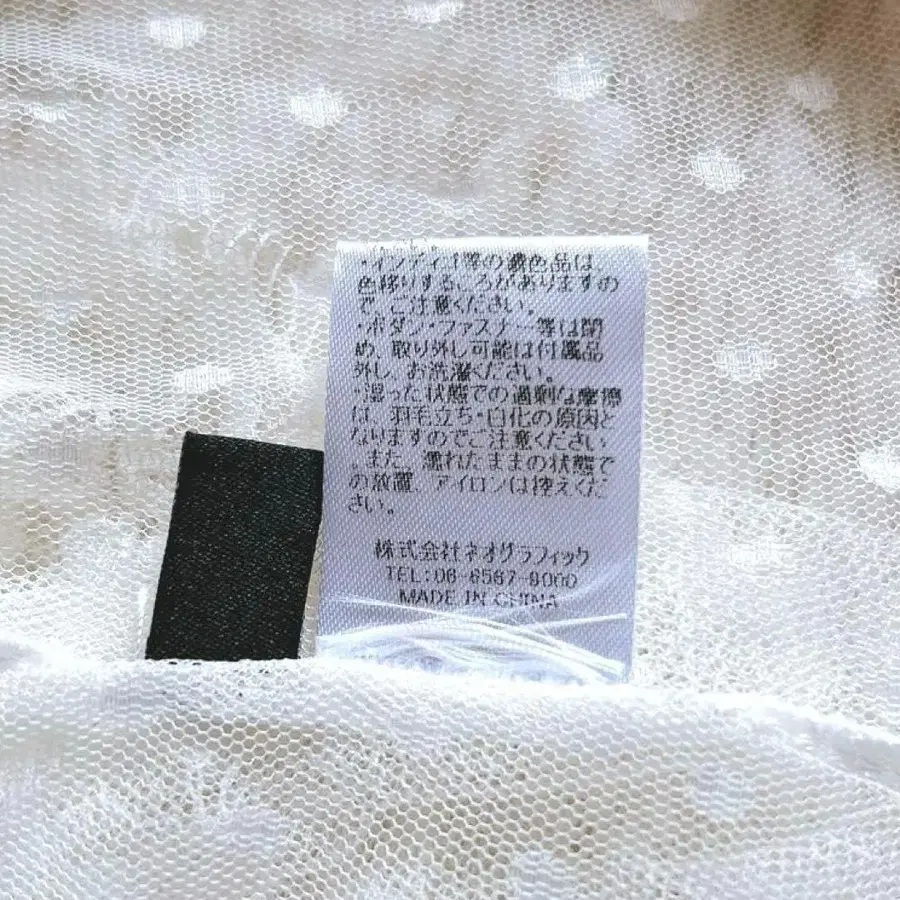 ください。
・インディゴ等の濃色品は
色移りするころがありますの
で、ご注意ください。
・ボタン・ファスナー等は閉
め、取り外し可能は付属品
外し、お洗濯ください。
・湿った状態での過剰な摩擦
は、羽毛立ち・白化の原因と
なりますのでご注意ください
。また、濡れたままの状態で
の放置、アイロンは控えくだ
さい。
株式会社ネオグラフィック
TEL:06-6567-9000
MADE IN CHINA